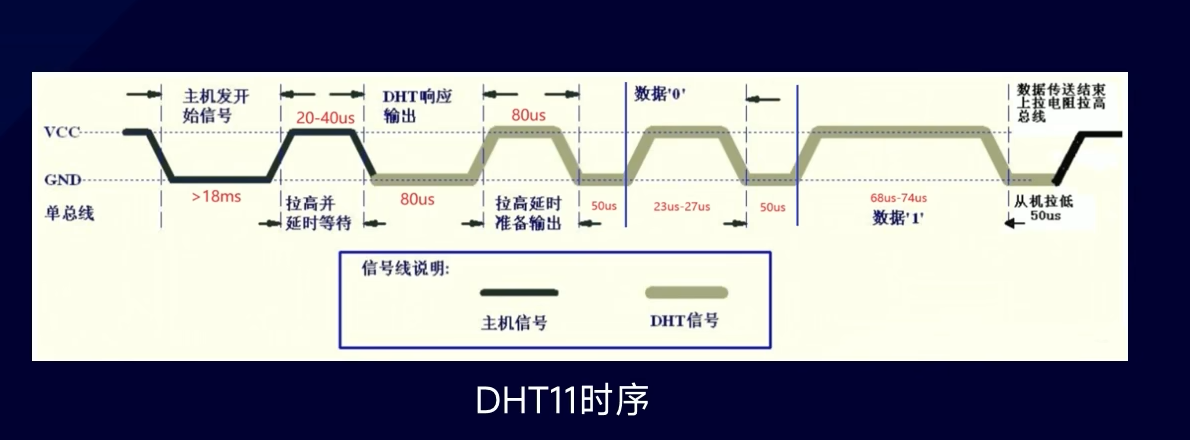 主机发开
始信号
20-40us
DHT响应
输出
80us
数据'0'
数据传送结束
上拉电阻拉高
总线
VCC
GND
单总线
>18ms
拉高并
延时等待
80us
拉高延时
准备输出
50us
23us-27us
50us
68us-74us
数据'1'
从机拉低
50us
信号线说明:
主机信号
DHT信号
DHT11时序